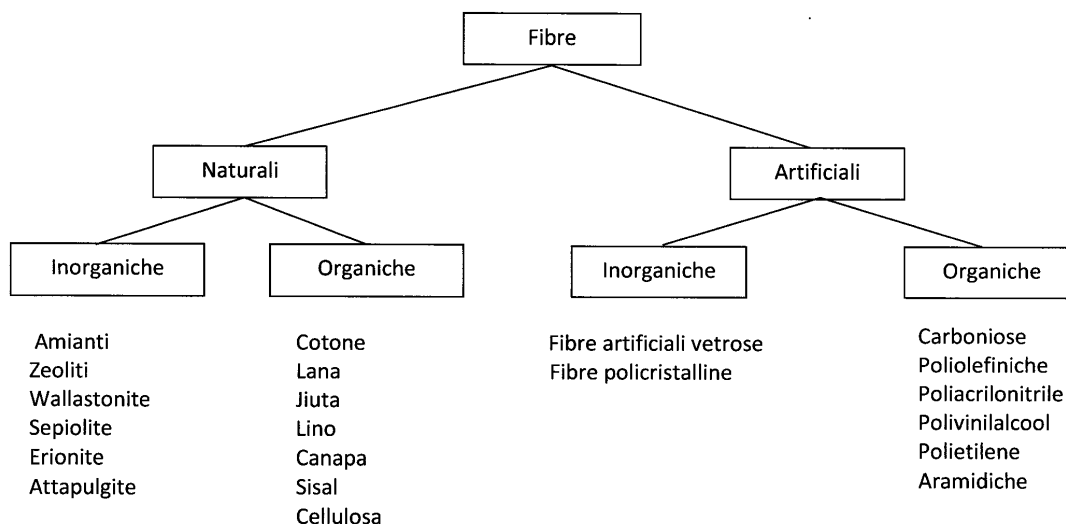 Fibre
Naturali
Artificiali
Inorganiche
Organiche
Inorganiche
Organiche
Amianti
Zeoliti
Wallastonite
Sepiolite
Erionite
Attapulgite
Cotone
Lana
Jiuta
Lino
Canapa
Sisal
Cellulosa
Fibre artificiali vetrose
Fibre policristalline
Carboniose
Poliolefiniche
Poliacrilonitrile
Polivinilalcool
Polietilene
Aramidiche